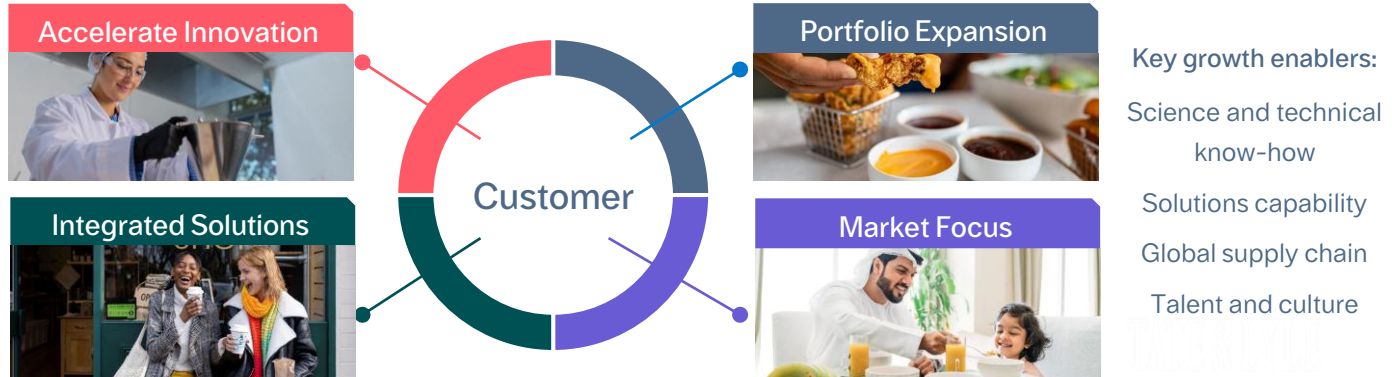 Accelerate Innovation
Integrated Solutions
Customer
Portfolio Expansion
Market Focus
Key growth enablers:
Science and technical
know-how
Solutions capability
Global supply chain
Talent and culture